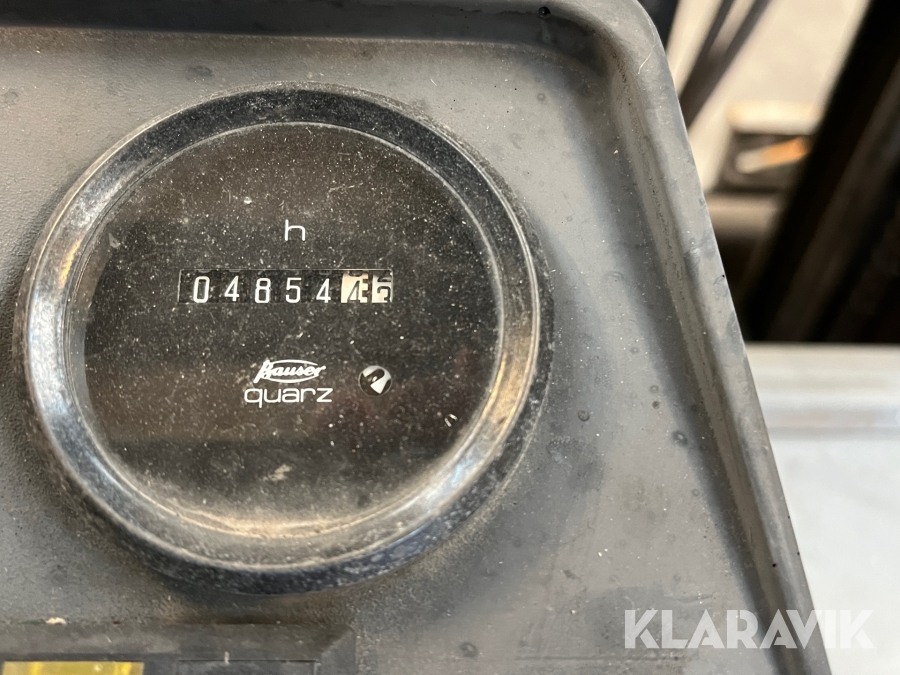 h
04854
Bauser
quarz
KLARAVIK